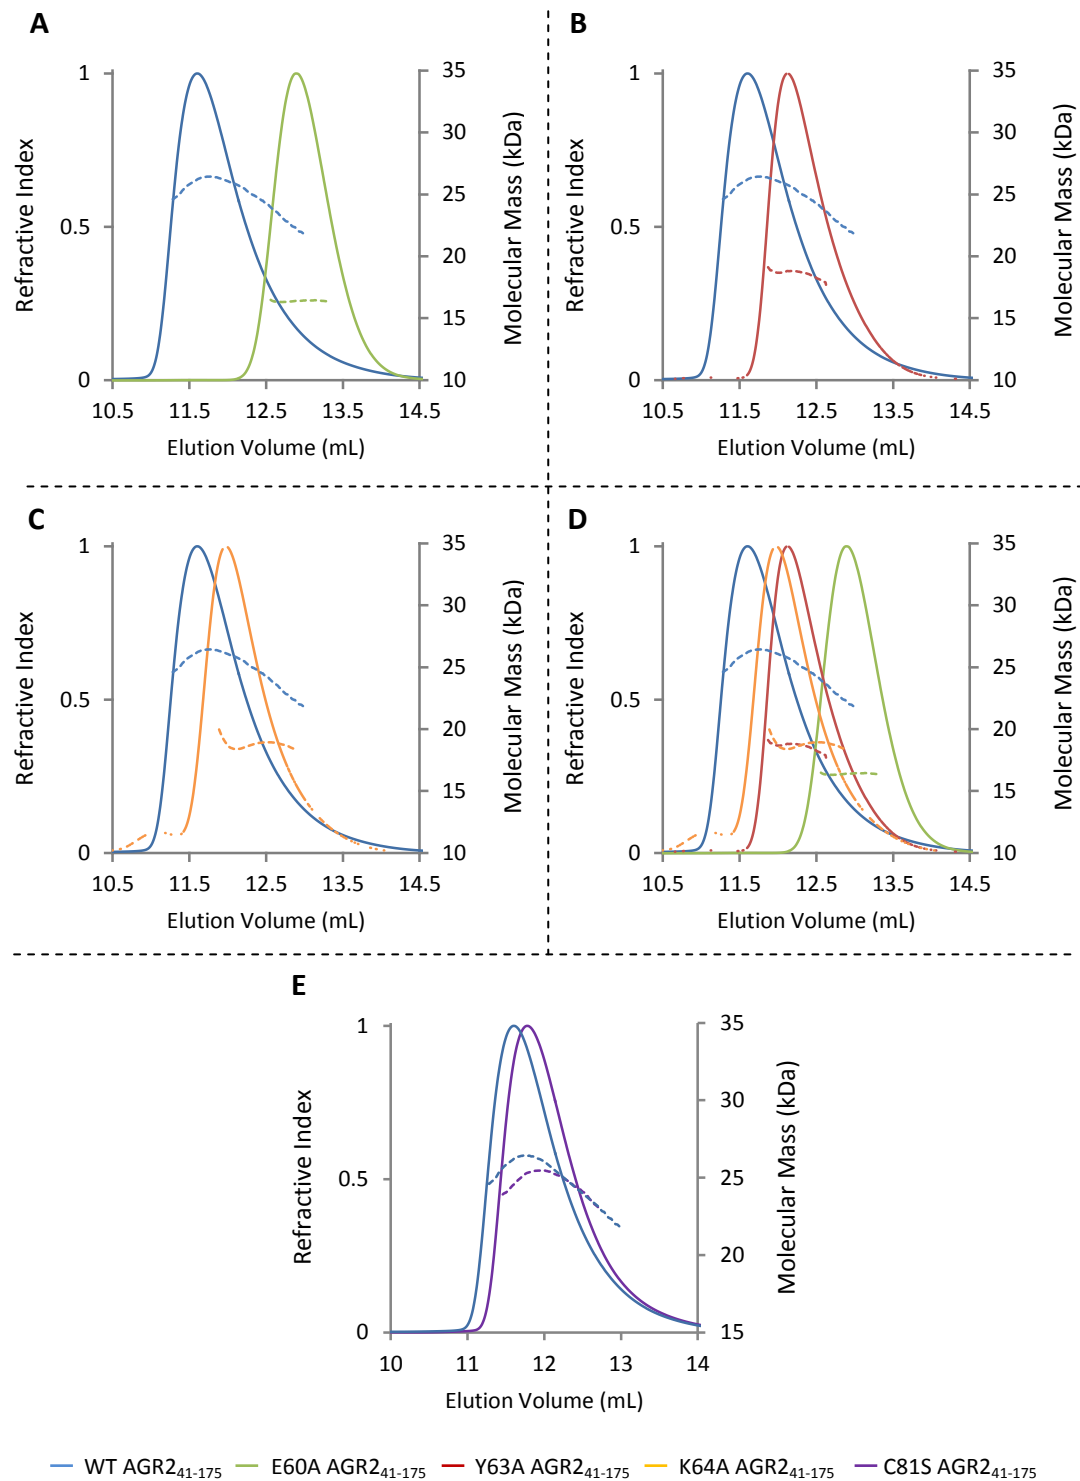 A
1
0.5
0
35
30
25
20
15
10
10.5 11.5 12.5 13.5 14.5
Refractive Index
Molecular Mass (kDa)
Elution Volume (mL)
B
1
0.5
0
35
30
25
20
15
10
10.5 11.5 12.5 13.5 14.5
Refractive Index
Molecular Mass (kDa)
Elution Volume (mL)
C
1
0.5
0
35
30
25
20
15
10
10.5 11.5 12.5 13.5 14.5
Refractive Index
Molecular Mass (kDa)
Elution Volume (mL)
D
1
0.5
0
35
30
25
20
15
10
10.5 11.5 12.5 13.5 14.5
Refractive Index
Molecular Mass (kDa)
Elution Volume (mL)
E
1
0.5
0
35
30
25
20
15
10 11 12 13 14
Refractive Index
Molecular Mass (kDa)
Elution Volume (mL)
WT AGR2₄₁₋₁₇₅ E60A AGR2₄₁₋₁₇₅ Y63A AGR2₄₁₋₁₇₅ K64A AGR2₄₁₋₁₇₅ C81S AGR2₄₁₋₁₇₅